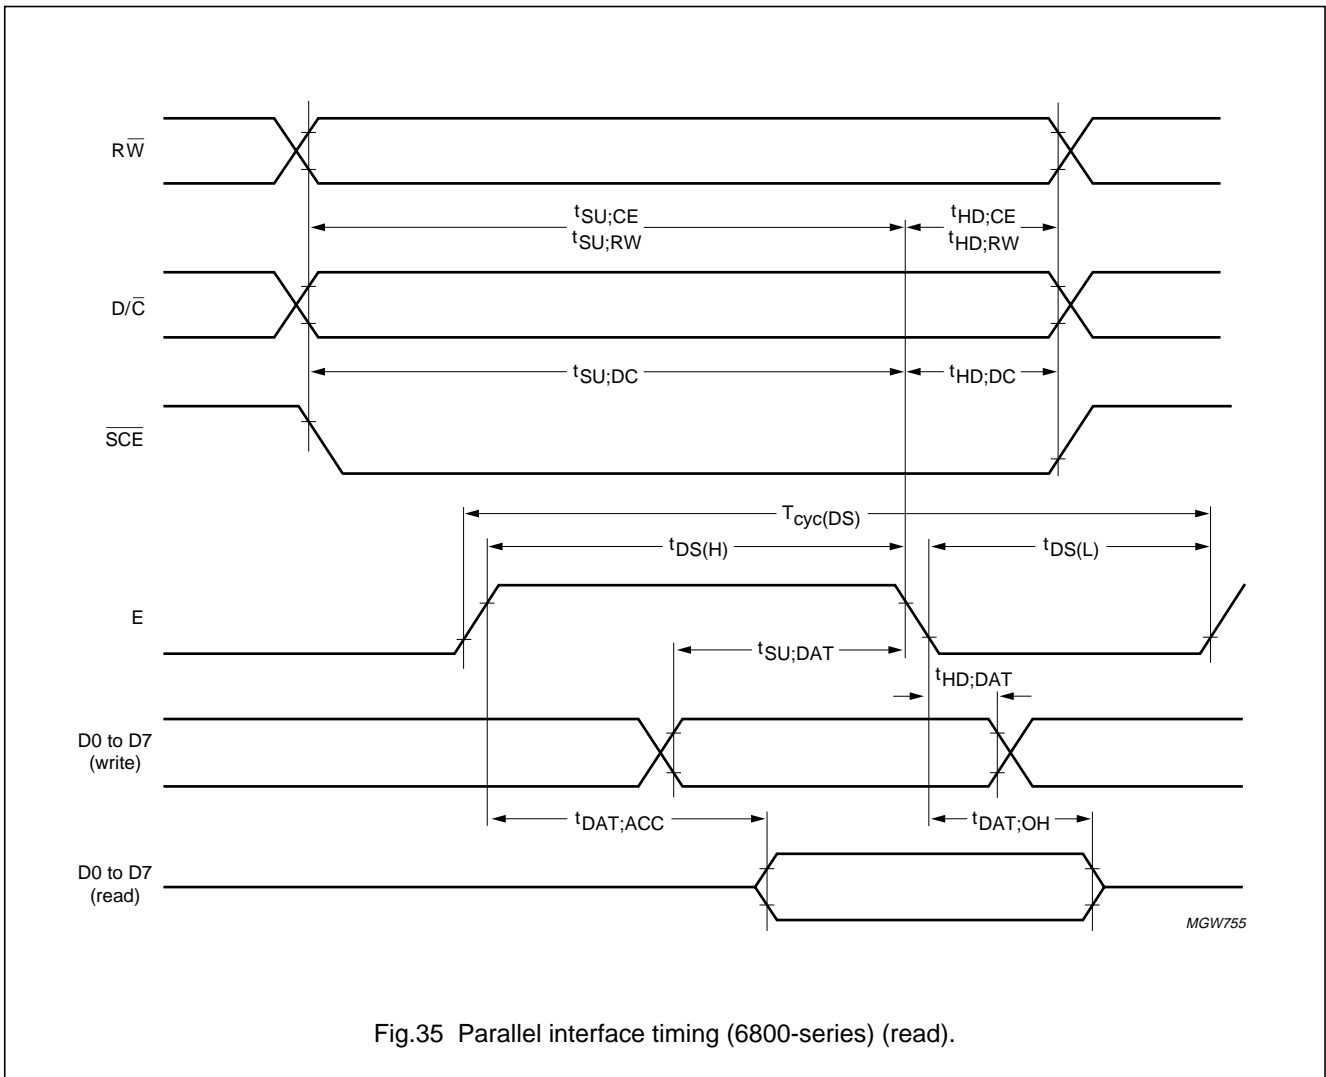 RW̅
tSU;CE
tSU;RW
tHD;CE
tHD;RW
D/C̅
tSU;DC
tHD;DC
S̅C̅E̅
Tcyc(DS)
tDS(H)
tDS(L)
E
tSU;DAT
tHD;DAT
D0 to D7
(write)
tDAT;ACC
tDAT;OH
D0 to D7
(read)
MGW755
Fig.35 Parallel interface timing (6800-series) (read).